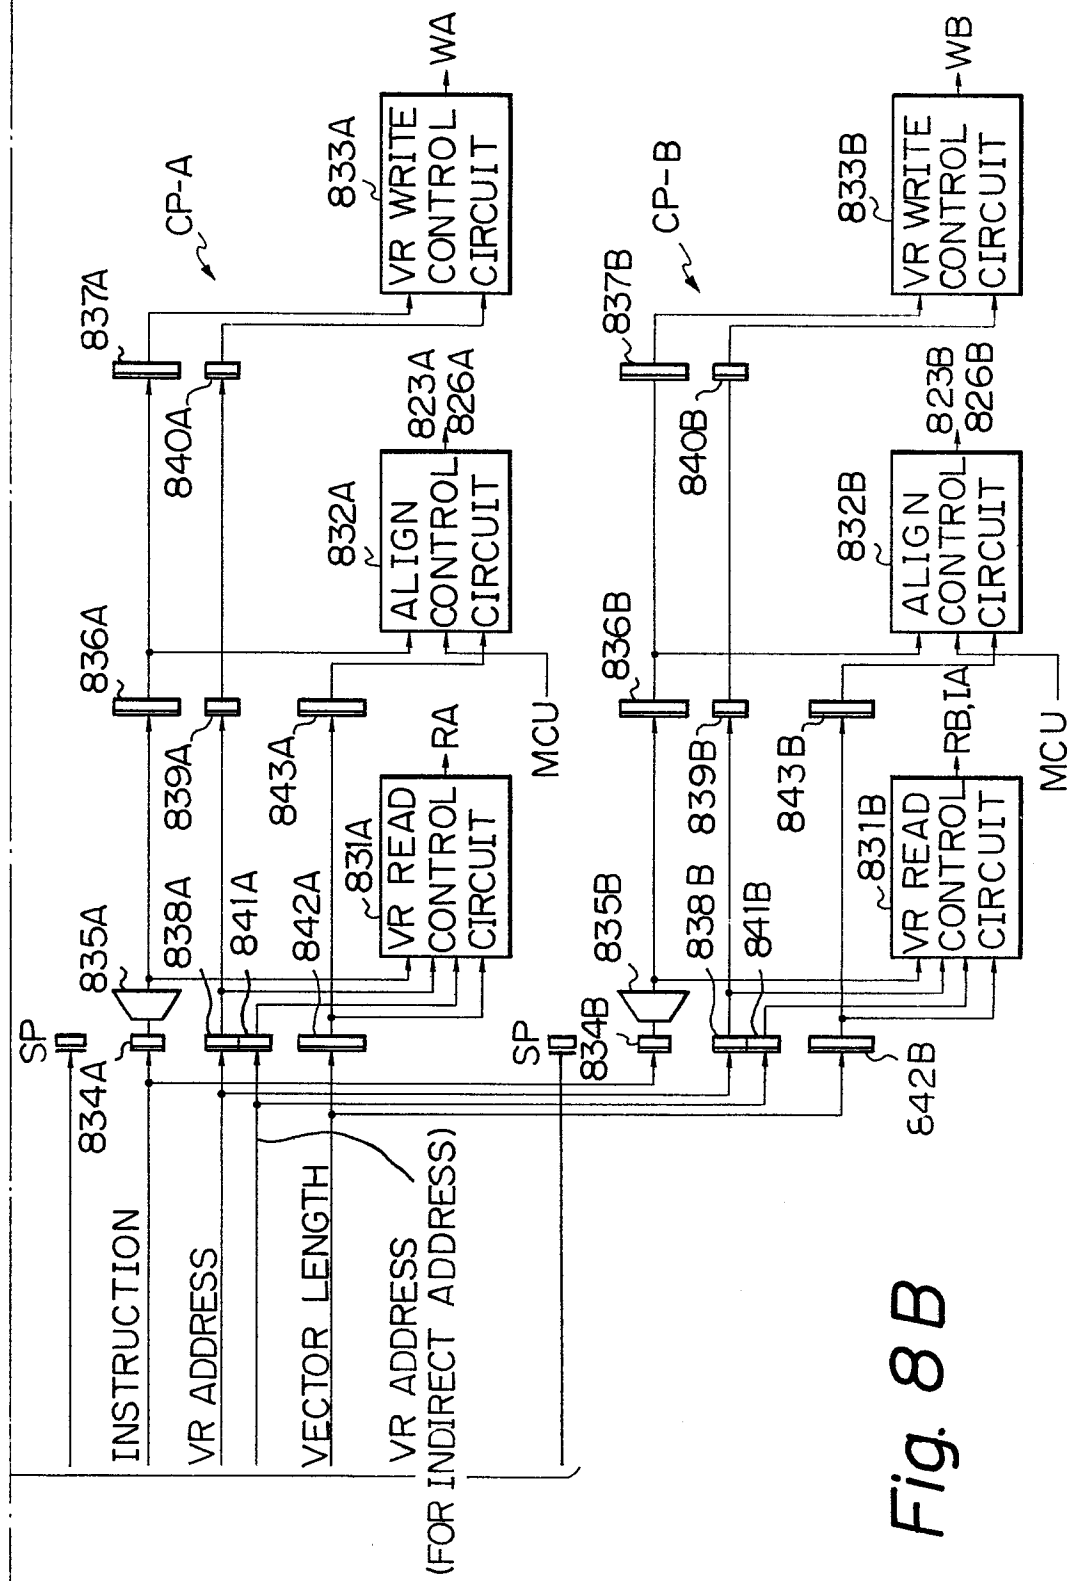 SP
INSTRUCTION
834A
835A
836A
837A
CP-A
VR ADDRESS
838A
839A
840A
841A
VECTOR LENGTH
842A
843A
VR ADDRESS
(FOR INDIRECT ADDRESS)
831A
VR READ
CONTROL
CIRCUIT
RA
832A
ALIGN
CONTROL
CIRCUIT
823A
826A
833A
VR WRITE
CONTROL
CIRCUIT
WA
MCU
SP
834B
835B
836B
837B
CP-B
838B
839B
840B
841B
842B
843B
831B
VR READ
CONTROL
CIRCUIT
RB,IA
832B
ALIGN
CONTROL
CIRCUIT
823B
826B
833B
VR WRITE
CONTROL
CIRCUIT
WB
MCU
Fig. 8B